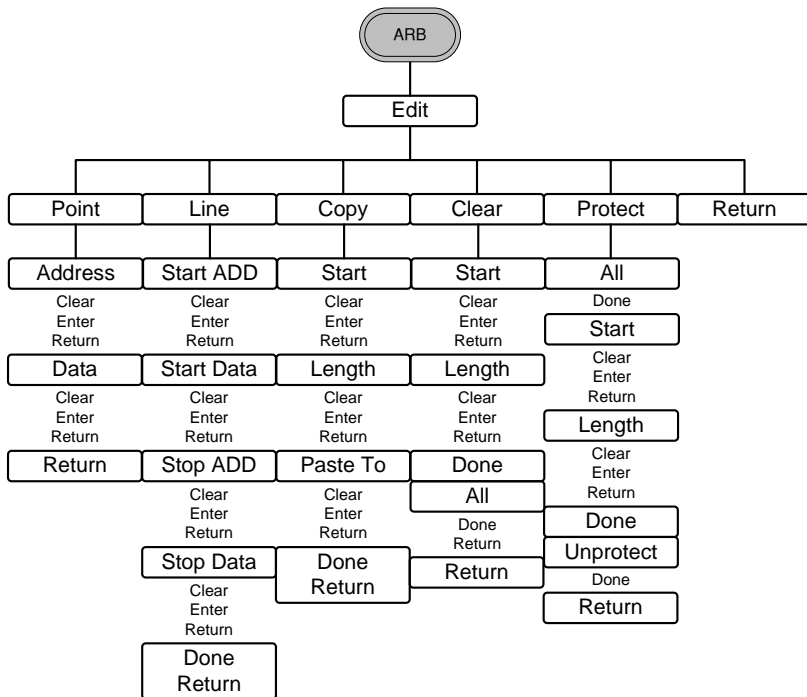 ARB
Edit
Point
Line
Copy
Clear
Protect
Return
Address
Clear
Enter
Return
Data
Clear
Enter
Return
Return
Start ADD
Clear
Enter
Return
Start Data
Clear
Enter
Return
Stop ADD
Clear
Enter
Return
Stop Data
Clear
Enter
Return
Done
Return
Start
Clear
Enter
Return
Length
Clear
Enter
Return
Paste To
Clear
Enter
Return
Done
Return
Start
Clear
Enter
Return
Length
Clear
Enter
Return
Done
All
Done
Return
Return
All
Done
Start
Clear
Enter
Return
Length
Clear
Enter
Return
Done
Unprotect
Done
Return